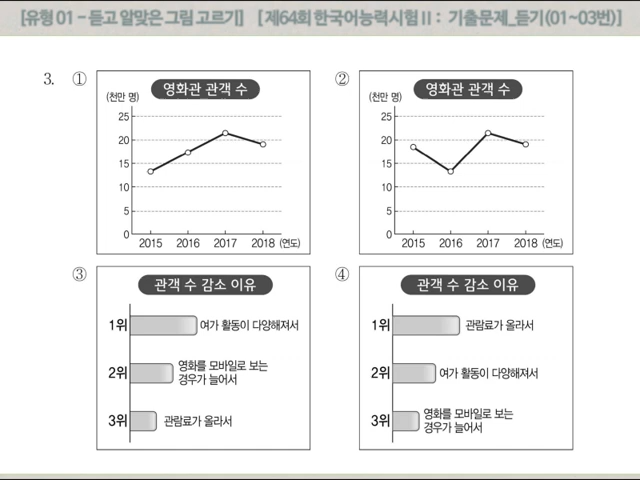 [유형 01 – 듣고 알맞은 그림 고르기] [제64회 한국어능력시험Ⅱ: 기출문제_듣기(01~03번)]
3. ①
영화관 관객 수
(천만 명)
25
20
15
10
5
0
2015 2016 2017 2018 (연도)
②
영화관 관객 수
(천만 명)
25
20
15
10
5
0
2015 2016 2017 2018 (연도)
③
관객 수 감소 이유
1위 여가 활동이 다양해져서
2위 영화를 모바일로 보는
경우가 늘어서
3위 관람료가 올라서
④
관객 수 감소 이유
1위 관람료가 올라서
2위 여가 활동이 다양해져서
3위 영화를 모바일로 보는
경우가 늘어서